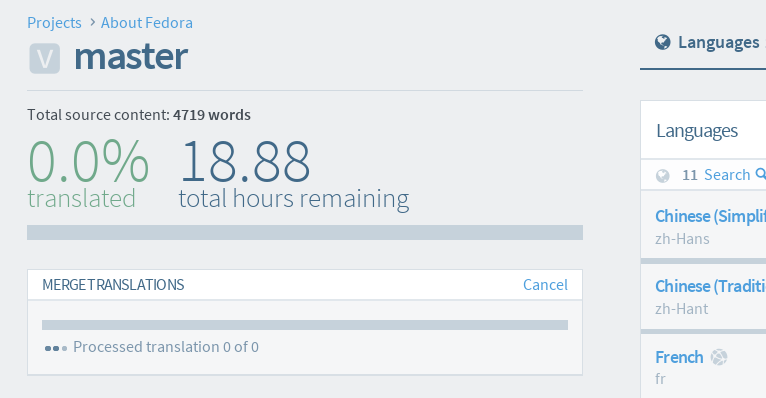 Projects > About Fedora
V master
Total source content: 4719 words
0.0% 18.88
translated total hours remaining
MERGETRANSLATIONS Cancel
Processed translation 0 of 0
Languages
Languages
11 Search
Chinese (Simplif
zh-Hans
Chinese (Traditi
zh-Hant
French
fr